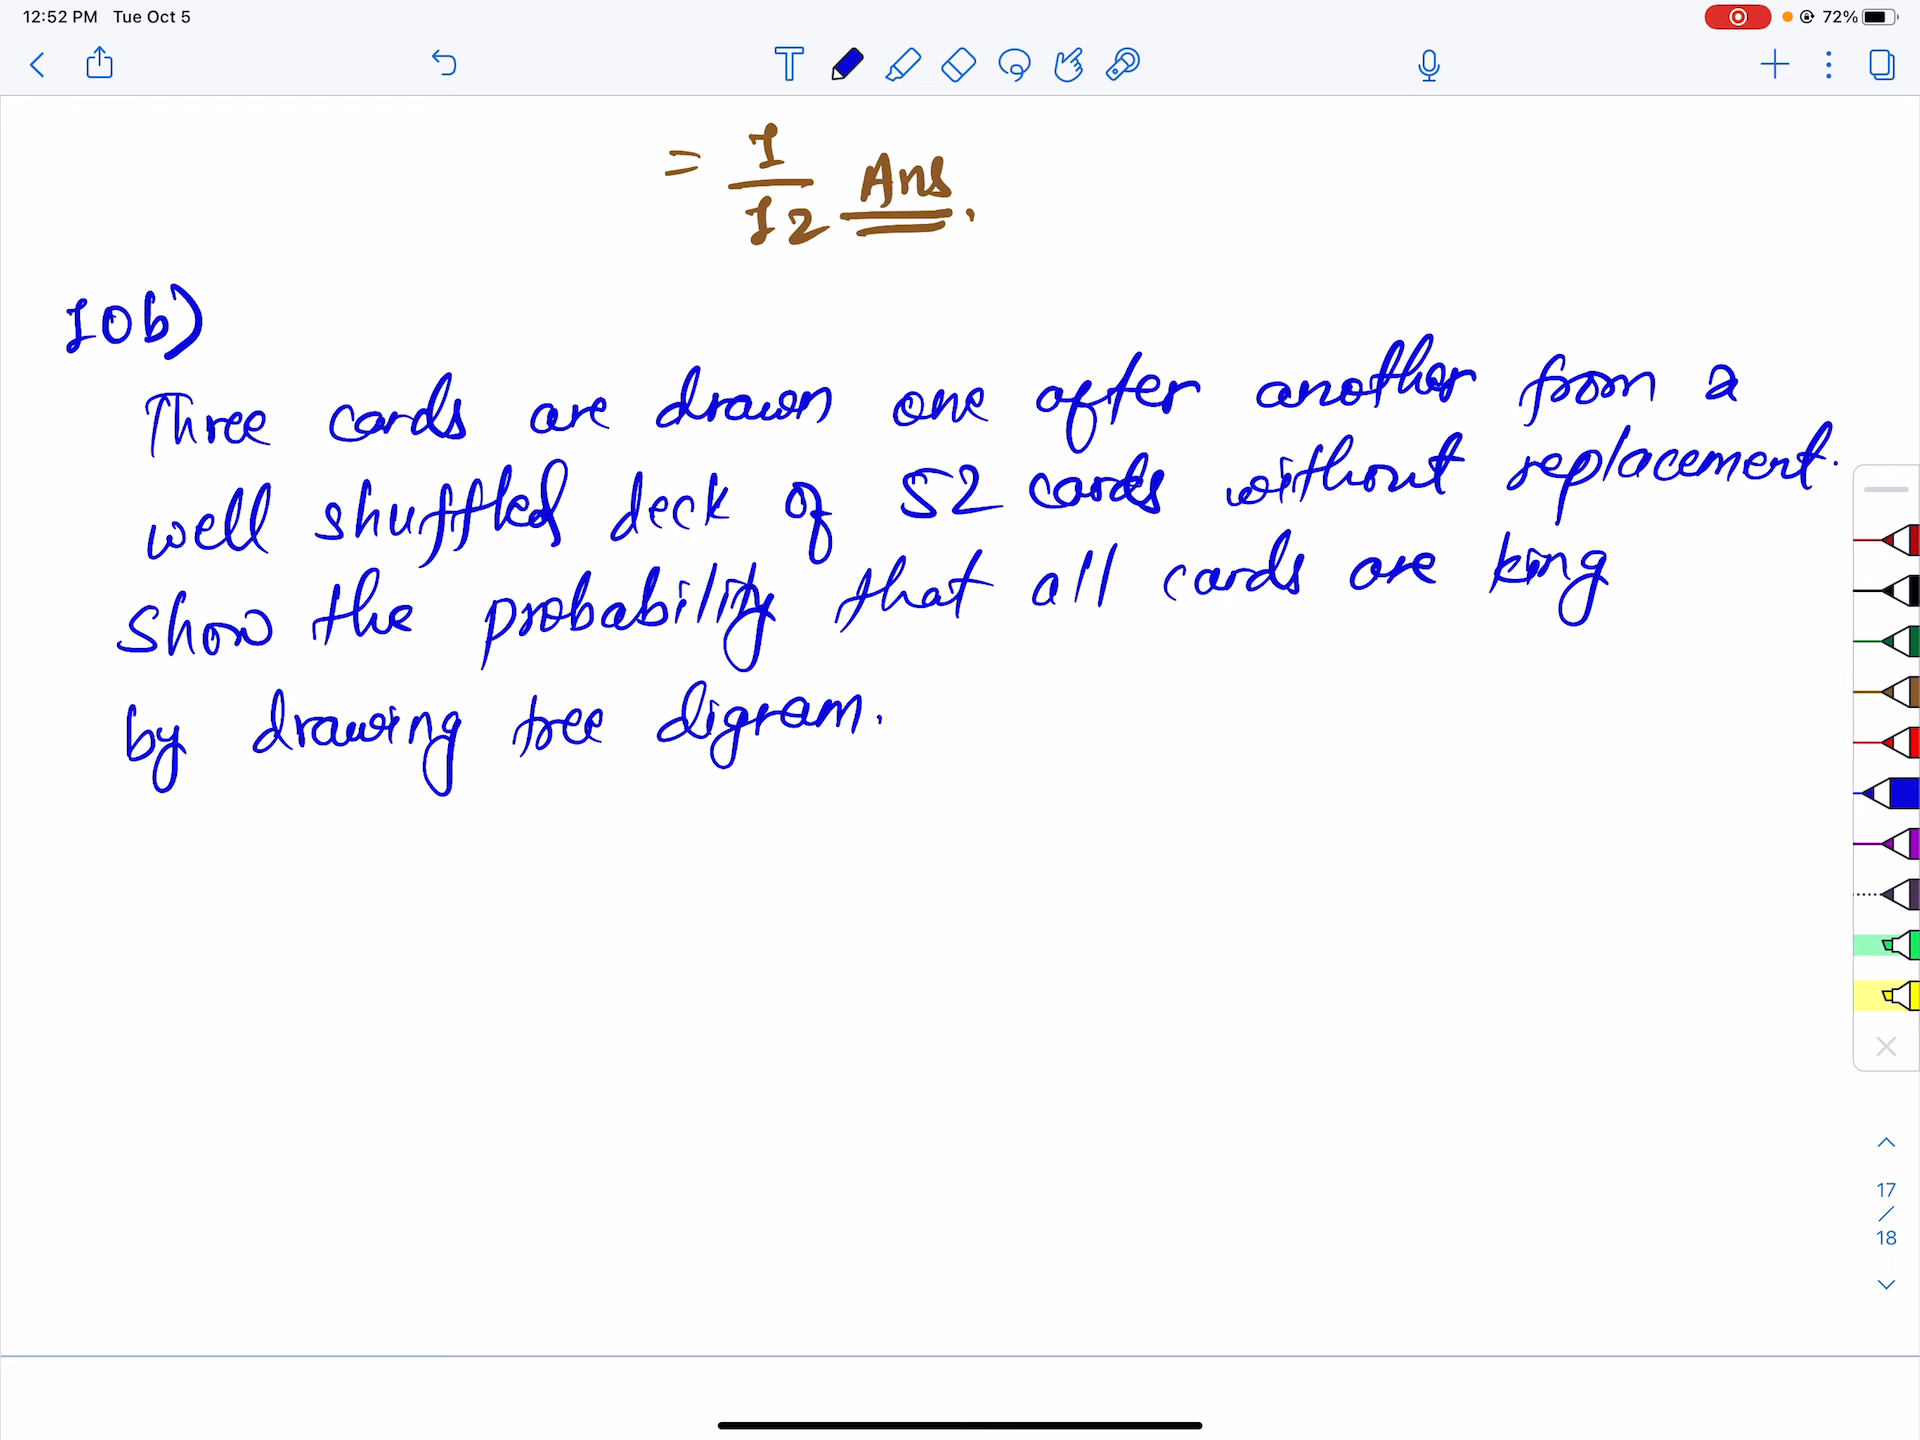 12:52 PM Tue Oct 5
72%
= 1/12 Ans.
10b)
Three cards are drawn one after another from a
well shuffled deck of 52 cards without replacement.
show the probability that all cards are king
by drawing tree digram.
17
/
18